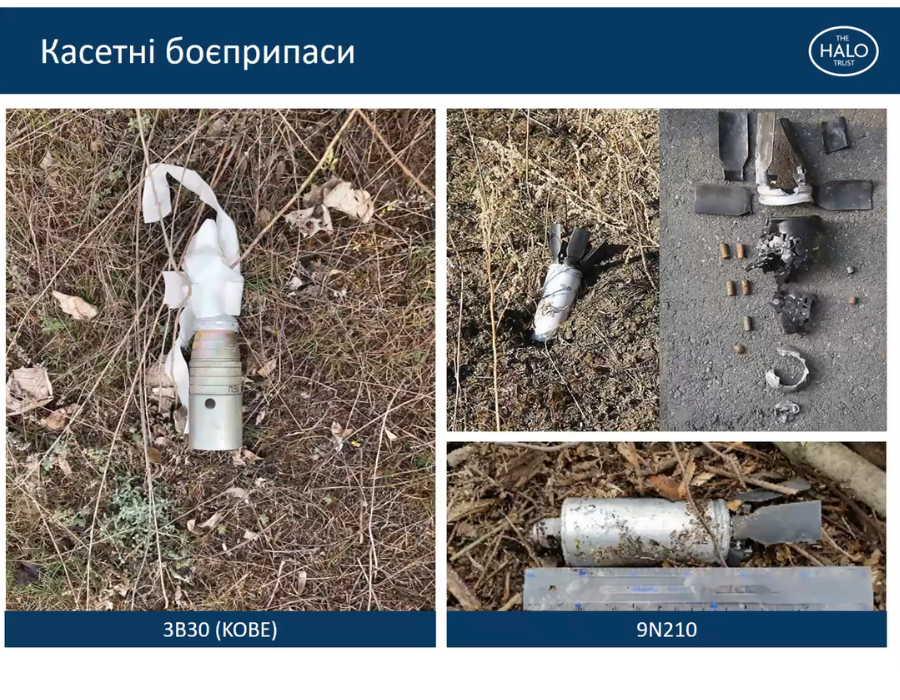 Касетні боєприпаси
THE
HALO
TRUST
3В30 (КОВЕ)
9N210